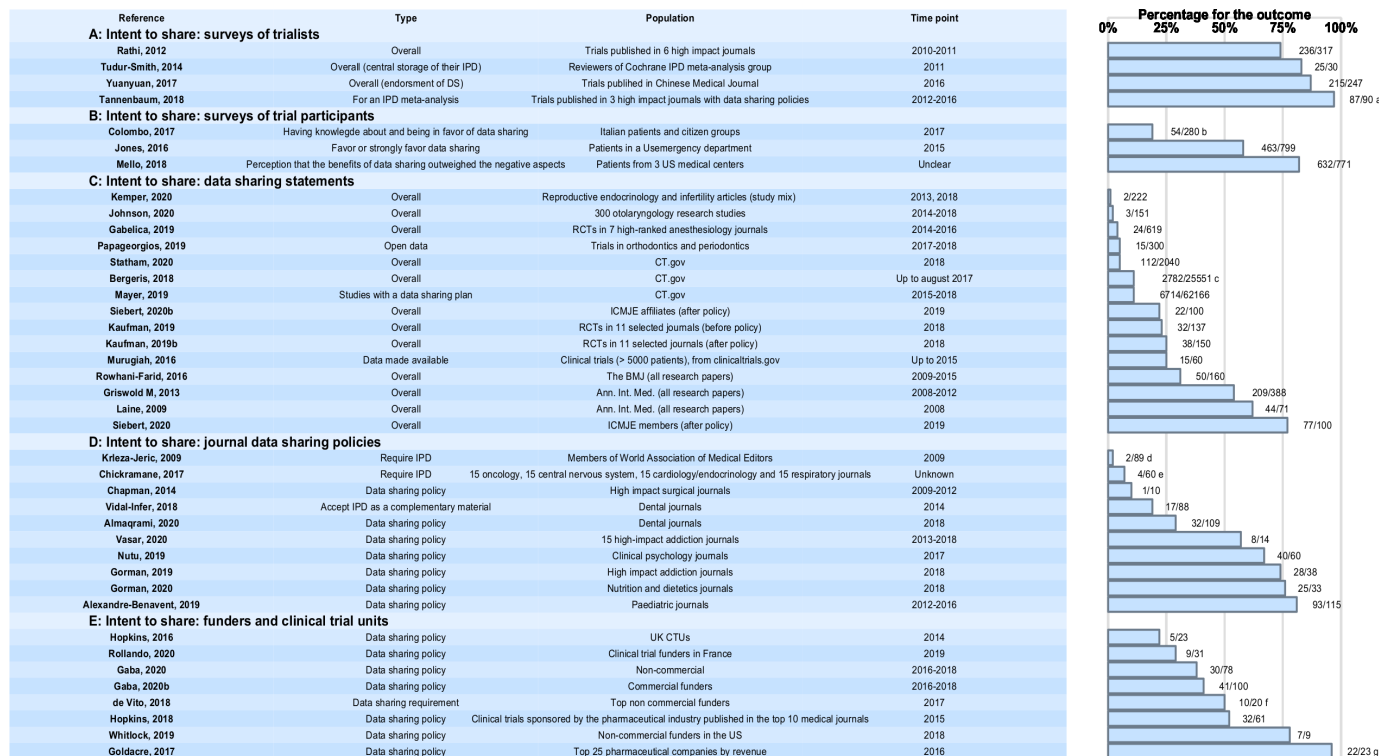 Reference Type Population Time point Percentage for the outcome
0% 25% 50% 75% 100%
A: Intent to share: surveys of trialists
Rathi, 2012 Overall Trials published in 6 high impact journals 2010-2011 236/317
Tudur-Smith, 2014 Overall (central storage of their IPD) Reviewers of Cochrane IPD meta-analysis group 2011 25/30
Yuanyuan, 2017 Overall (endorsment of DS) Trials publihed in Chinese Medical Journal 2016 215/247
Tannenbaum, 2018 For an IPD meta-analysis Trials published in 3 high impact journals with data sharing policies 2012-2016 87/90 a
B: Intent to share: surveys of trial participants
Colombo, 2017 Having knowlegde about and being in favor of data sharing Italian patients and citizen groups 2017 54/280 b
Jones, 2016 Favor or strongly favor data sharing Patients in a Usemergency department 2015 463/799
Mello, 2018 Perception that the benefits of data sharing outweighed the negative aspects Patients from 3 US medical centers Unclear 632/771
C: Intent to share: data sharing statements
Kemper, 2020 Overall Reproductive endocrinology and infertility articles (study mix) 2013, 2018 2/222
Johnson, 2020 Overall 300 otolaryngology research studies 2014-2018 3/151
Gabelica, 2019 Overall RCTs in 7 high-ranked anesthesiology journals 2014-2016 24/619
Papageorgios, 2019 Open data Trials in orthodontics and periodontics 2017-2018 15/300
Statham, 2020 Overall CT.gov 2018 112/2040
Bergeris, 2018 Overall CT.gov Up to august 2017 2782/25551 c
Mayer, 2019 Studies with a data sharing plan CT.gov 2015-2018 6714/62166
Siebert, 2020b Overall ICMJE affiliates (after policy) 2019 22/100
Kaufman, 2019 Overall RCTs in 11 selected journals (before policy) 2018 32/137
Kaufman, 2019b Overall RCTs in 11 selected journals (after policy) 2018 38/150
Murugiah, 2016 Data made available Clinical trials (> 5000 patients), from clinicaltrials.gov Up to 2015 15/60
Rowhani-Farid, 2016 Overall The BMJ (all research papers) 2009-2015 50/160
Griswold M, 2013 Overall Ann. Int. Med. (all research papers) 2008-2012 209/388
Laine, 2009 Overall Ann. Int. Med. (all research papers) 2008 44/71
Siebert, 2020 Overall ICMJE members (after policy) 2019 77/100
D: Intent to share: journal data sharing policies
Krleza-Jeric, 2009 Require IPD Members of World Association of Medical Editors 2009 2/89 d
Chickramane, 2017 Require IPD 15 oncology, 15 central nervous system, 15 cardiology/endocrinology and 15 respiratory journals Unknown 4/60 e
Chapman, 2014 Data sharing policy High impact surgical journals 2009-2012 1/10
Vidal-Infer, 2018 Accept IPD as a complementary material Dental journals 2014 17/88
Almaqrami, 2020 Data sharing policy Dental journals 2018 32/109
Vasar, 2020 Data sharing policy 15 high-impact addiction journals 2013-2018 8/14
Nutu, 2019 Data sharing policy Clinical psychology journals 2017 40/60
Gorman, 2019 Data sharing policy High impact addiction journals 2018 28/38
Gorman, 2020 Data sharing policy Nutrition and dietetics journals 2018 25/33
Alexandre-Benavent, 2019 Data sharing policy Paediatric journals 2012-2016 93/115
E: Intent to share: funders and clinical trial units
Hopkins, 2016 Data sharing policy UK CTUs 2014 5/23
Rollando, 2020 Data sharing policy Clinical trial funders in France 2019 9/31
Gaba, 2020 Data sharing policy Non-commercial 2016-2018 30/78
Gaba, 2020b Data sharing policy Commercial funders 2016-2018 41/100
de Vito, 2018 Data sharing requirement Top non commercial funders 2017 10/20 f
Hopkins, 2018 Data sharing policy Clinical trials sponsored by the pharmaceutical industry published in the top 10 medical journals 2015 32/61
Whitlock, 2019 Data sharing policy Non-commercial funders in the US 2018 7/9
Goldacre, 2017 Data sharing policy Top 25 pharmaceutical companies by revenue 2016 22/23 g